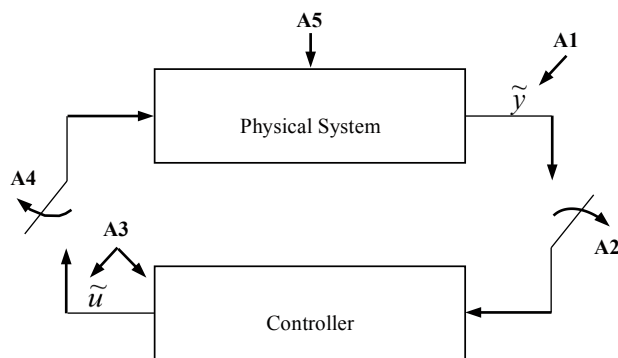 A5
A1
Physical System
ỹ
A4
A3
A2
ũ
Controller